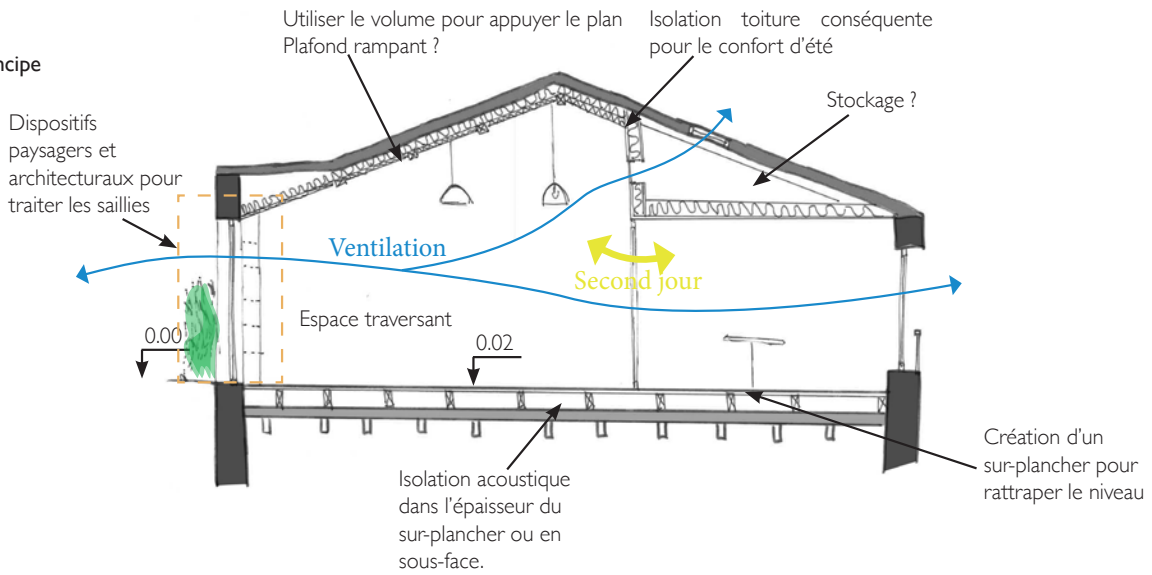 Utiliser le volume pour appuyer le plan
Plafond rampant ?
Isolation toiture conséquente
pour le confort d'été
Dispositifs
paysagers et
architecturaux pour
traiter les saillies
Stockage ?
Ventilation
Second jour
Espace traversant
0.00
0.02
Isolation acoustique
dans l'épaisseur du
sur-plancher ou en
sous-face.
Création d'un
sur-plancher pour
rattraper le niveau